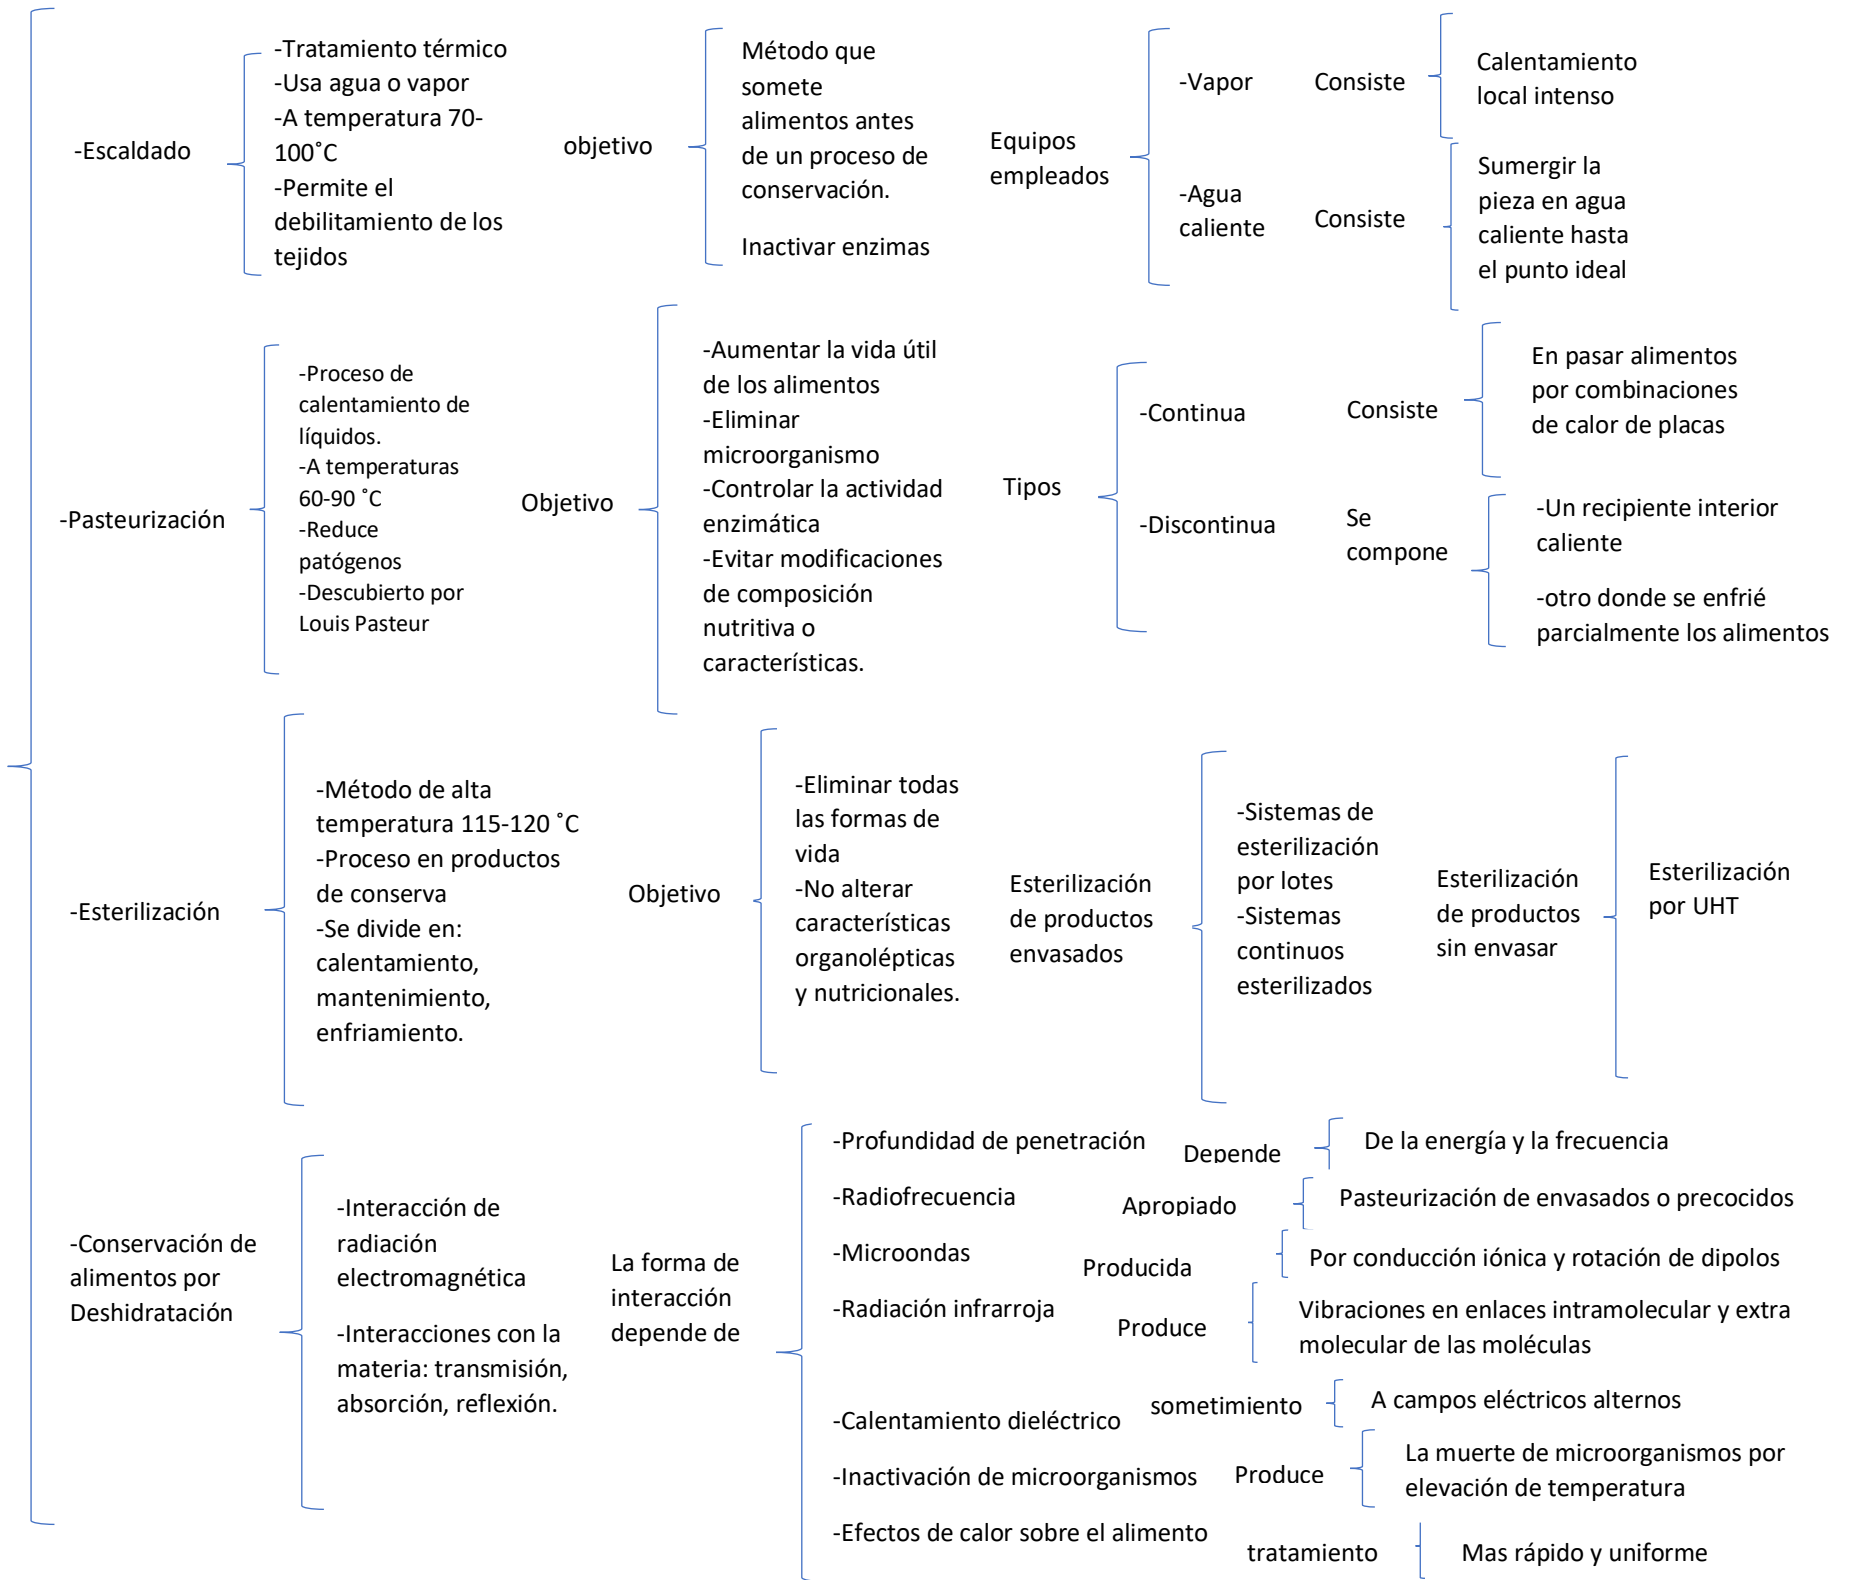 -Escaldado
-Tratamiento térmico
-Usa agua o vapor
-A temperatura 70-
100˚C
-Permite el
debilitamiento de los
tejidos
objetivo
Método que
somete
alimentos antes
de un proceso de
conservación.
Inactivar enzimas
Equipos
empleados
-Vapor
Consiste
Calentamiento
local intenso
-Agua
caliente
Consiste
Sumergir la
pieza en agua
caliente hasta
el punto ideal
-Pasteurización
-Proceso de
calentamiento de
líquidos.
-A temperaturas
60-90 ˚C
-Reduce
patógenos
-Descubierto por
Louis Pasteur
Objetivo
-Aumentar la vida útil
de los alimentos
-Eliminar
microorganismo
-Controlar la actividad
enzimática
-Evitar modificaciones
de composición
nutritiva o
características.
Tipos
-Continua
Consiste
En pasar alimentos
por combinaciones
de calor de placas
-Discontinua
Se
compone
-Un recipiente interior
caliente
-otro donde se enfrié
parcialmente los alimentos
-Esterilización
-Método de alta
temperatura 115-120 ˚C
-Proceso en productos
de conserva
-Se divide en:
calentamiento,
mantenimiento,
enfriamiento.
Objetivo
-Eliminar todas
las formas de
vida
-No alterar
características
organolépticas
y nutricionales.
Esterilización
de productos
envasados
-Sistemas de
esterilización
por lotes
-Sistemas
continuos
esterilizados
Esterilización
de productos
sin envasar
Esterilización
por UHT
-Conservación de
alimentos por
Deshidratación
-Interacción de
radiación
electromagnética
-Interacciones con la
materia: transmisión,
absorción, reflexión.
La forma de
interacción
depende de
-Profundidad de penetración
Depende
De la energía y la frecuencia
-Radiofrecuencia
Apropiado
Pasteurización de envasados o precocidos
-Microondas
Producida
Por conducción iónica y rotación de dipolos
-Radiación infrarroja
Produce
Vibraciones en enlaces intramolecular y extra
molecular de las moléculas
-Calentamiento dieléctrico
sometimiento
A campos eléctricos alternos
-Inactivación de microorganismos
Produce
La muerte de microorganismos por
elevación de temperatura
-Efectos de calor sobre el alimento
tratamiento
Mas rápido y uniforme